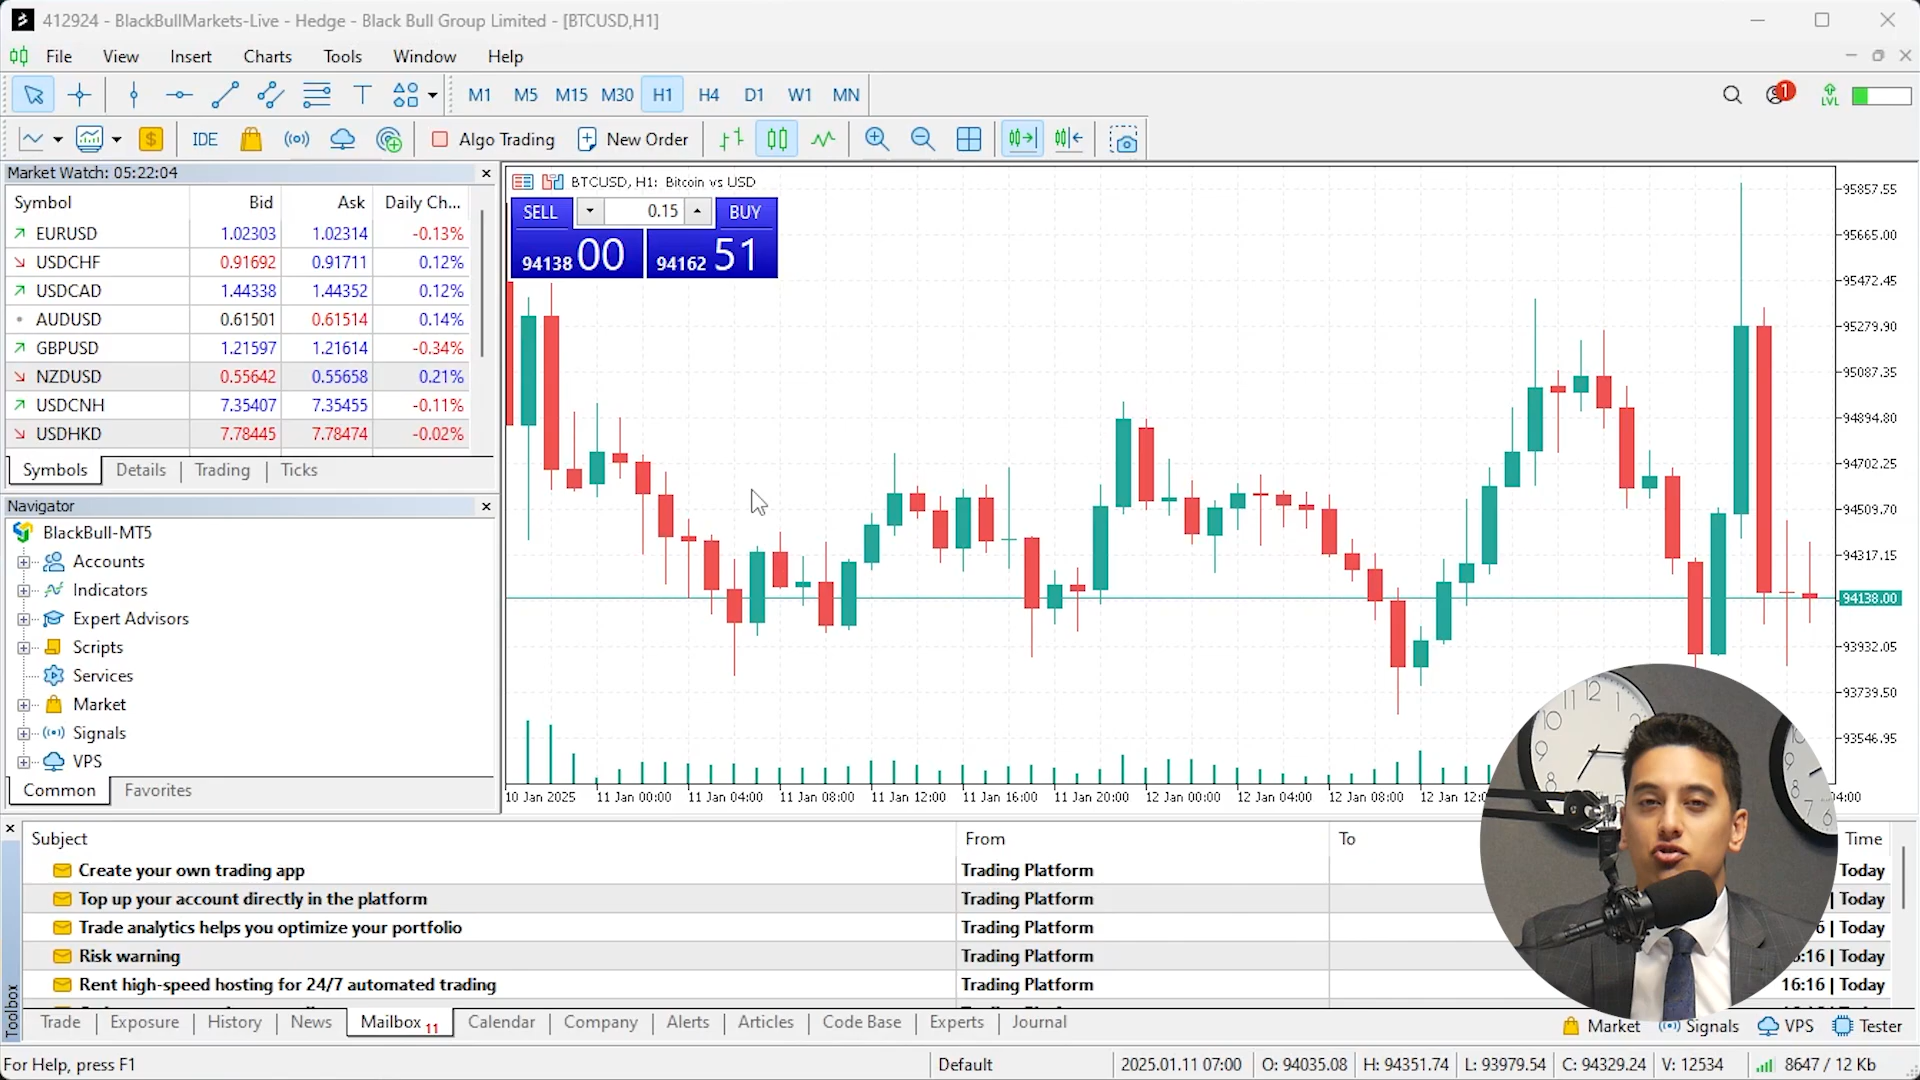 412924 - BlackBullMarkets-Live - Hedge - Black Bull Group Limited - [BTCUSD,H1]
File View Insert Charts Tools Window Help
T M1 M5 M15 M30 H1 H4 D1 W1 MN 1 LVL
$ IDE Algo Trading New Order
Market Watch: 05:22:04
Symbol Bid Ask Daily Ch...
EURUSD 1.02303 1.02314 -0.13%
USDCHF 0.91692 0.91711 0.12%
USDCAD 1.44338 1.44352 0.12%
AUDUSD 0.61501 0.61514 0.14%
GBPUSD 1.21597 1.21614 -0.34%
NZDUSD 0.55642 0.55658 0.21%
USDCNH 7.35407 7.35455 -0.11%
USDHKD 7.78445 7.78474 -0.02%
Symbols Details Trading Ticks
Navigator
BlackBull-MT5
Accounts
Indicators
Expert Advisors
Scripts
Services
Market
Signals
VPS
Common Favorites
BTCUSD, H1: Bitcoin vs USD
SELL 0.15 BUY
94138 00 94162 51
95857.55
95665.00
95472.45
95279.90
95087.35
94894.80
94702.25
94509.70
94317.15
94138.00
93932.05
93739.50
93546.95
10 Jan 2025 11 Jan 00:00 11 Jan 04:00 11 Jan 08:00 11 Jan 12:00 11 Jan 16:00 11 Jan 20:00 12 Jan 00:00 12 Jan 04:00 12 Jan 08:00 12 Jan 12:0 04:00
Subject From To Time
Create your own trading app Trading Platform Today
Top up your account directly in the platform Trading Platform | Today
Trade analytics helps you optimize your portfolio Trading Platform 6 | Today
Risk warning Trading Platform 16:16 | Today
Rent high-speed hosting for 24/7 automated trading Trading Platform 16:16 | Today
Toolbox
Trade Exposure History News Mailbox 11 Calendar Company Alerts Articles Code Base Experts Journal Market Signals VPS Tester
For Help, press F1 Default 2025.01.11 07:00 O: 94035.08 H: 94351.74 L: 93979.54 C: 94329.24 V: 12534 8647 / 12 Kb